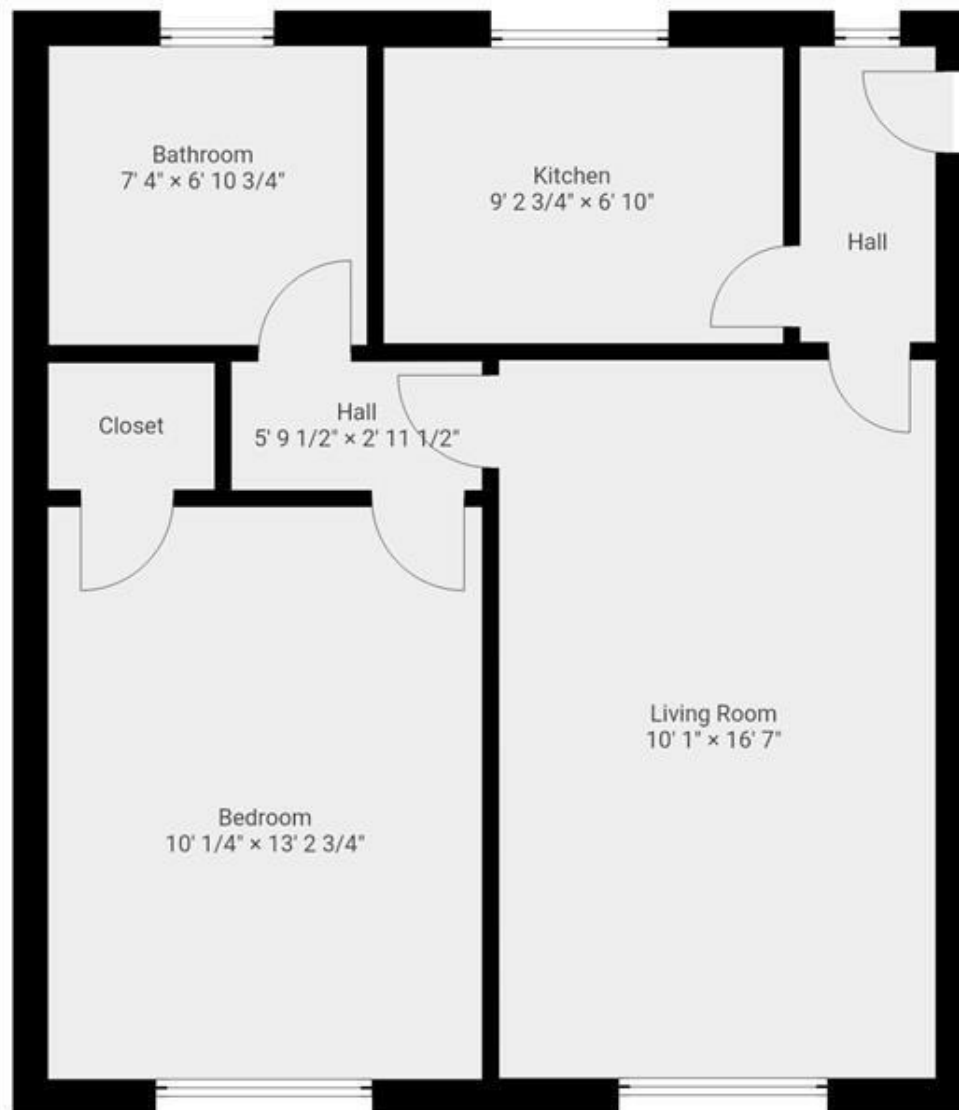 Bathroom
7' 4" × 6' 10 3/4"
Kitchen
9' 2 3/4" × 6' 10"
Hall
Closet
Hall
5' 9 1/2" × 2' 11 1/2"
Living Room
10' 1" × 16' 7"
Bedroom
10' 1/4" × 13' 2 3/4"